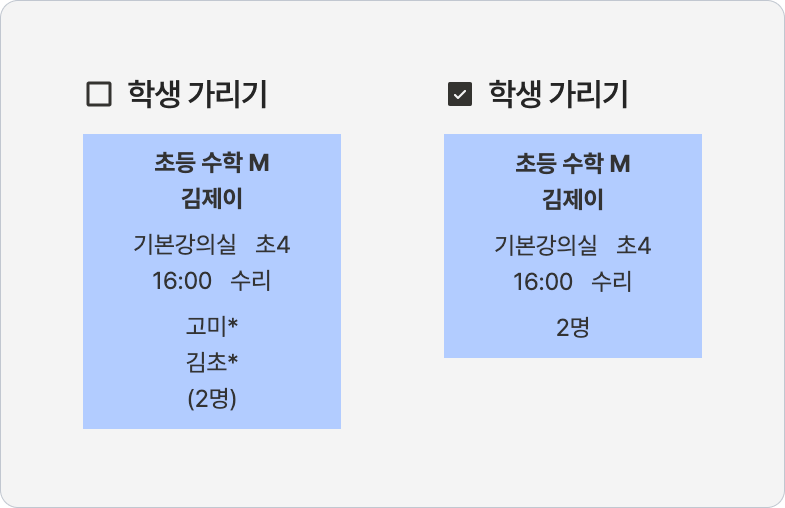 학생 가리기
초등 수학 M
김제이
기본강의실 초4
16:00 수리
고미*
김초*
(2명)
학생 가리기
초등 수학 M
김제이
기본강의실 초4
16:00 수리
2명